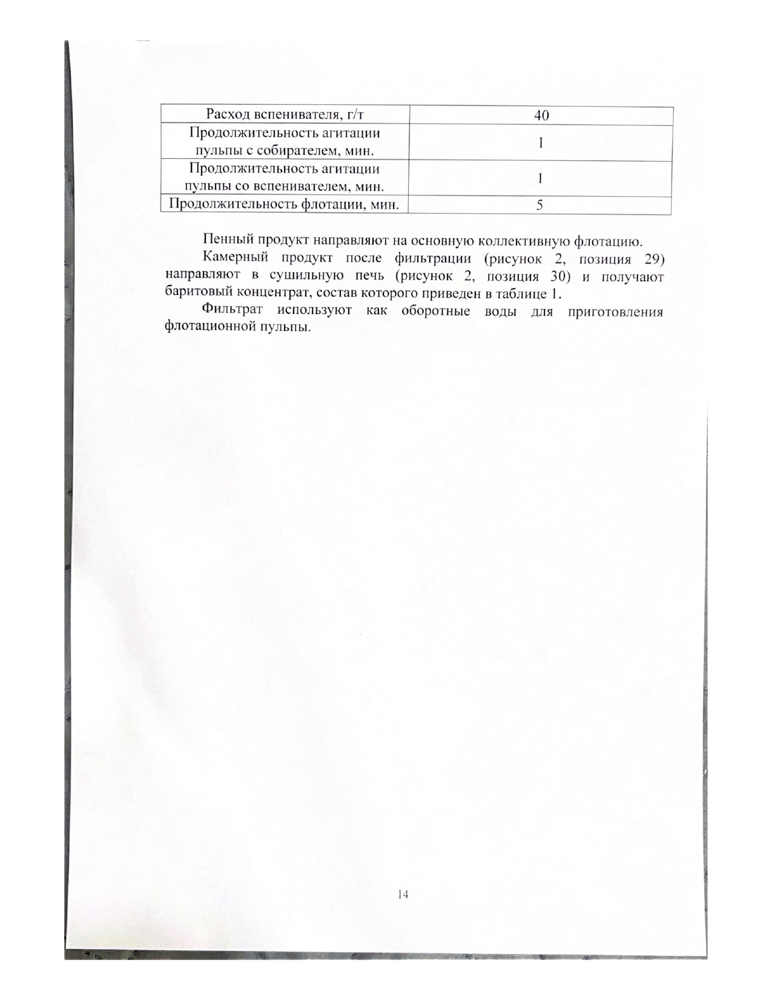 Расход вспенивателя, г/т 40
Продолжительность агитации
пульпы с собирателем, мин. 1
Продолжительность агитации
пульпы со вспенивателем, мин. 1
Продолжительность флотации, мин. 5
Пенный продукт направляют на основную коллективную флотацию.
Камерный продукт после фильтрации (рисунок 2, позиция 29)
направляют в сушильную печь (рисунок 2, позиция 30) и получают
баритовый концентрат, состав которого приведен в таблице 1.
Фильтрат используют как оборотные воды для приготовления
флотационной пульпы.
14